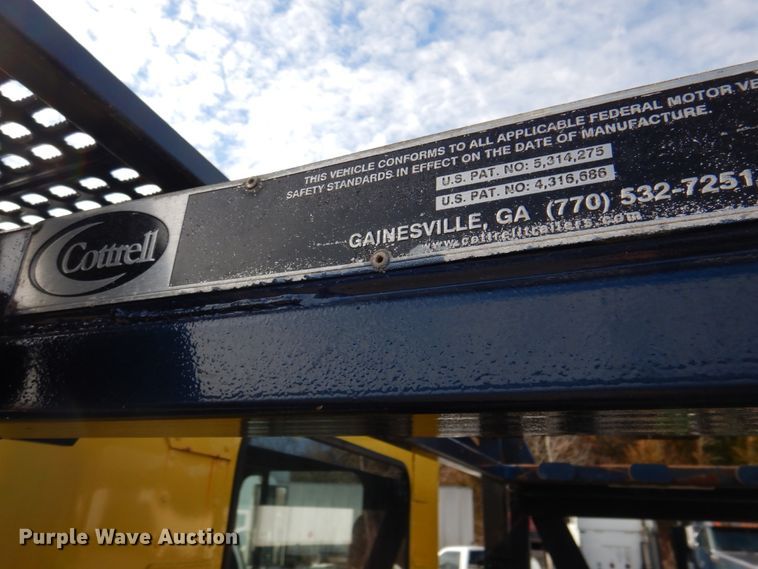 THIS VEHICLE CONFORMS TO ALL APPLICABLE FEDERAL MOTOR VE
SAFETY STANDARDS IN EFFECT ON THE DATE OF MANUFACTURE.
U.S. PAT. NO: 5,314,275
U.S. PAT. NO: 4,316,686
Cottrell
GAINESVILLE, GA (770) 532-7251
www.cottrelltrailers.com
Purple Wave Auction